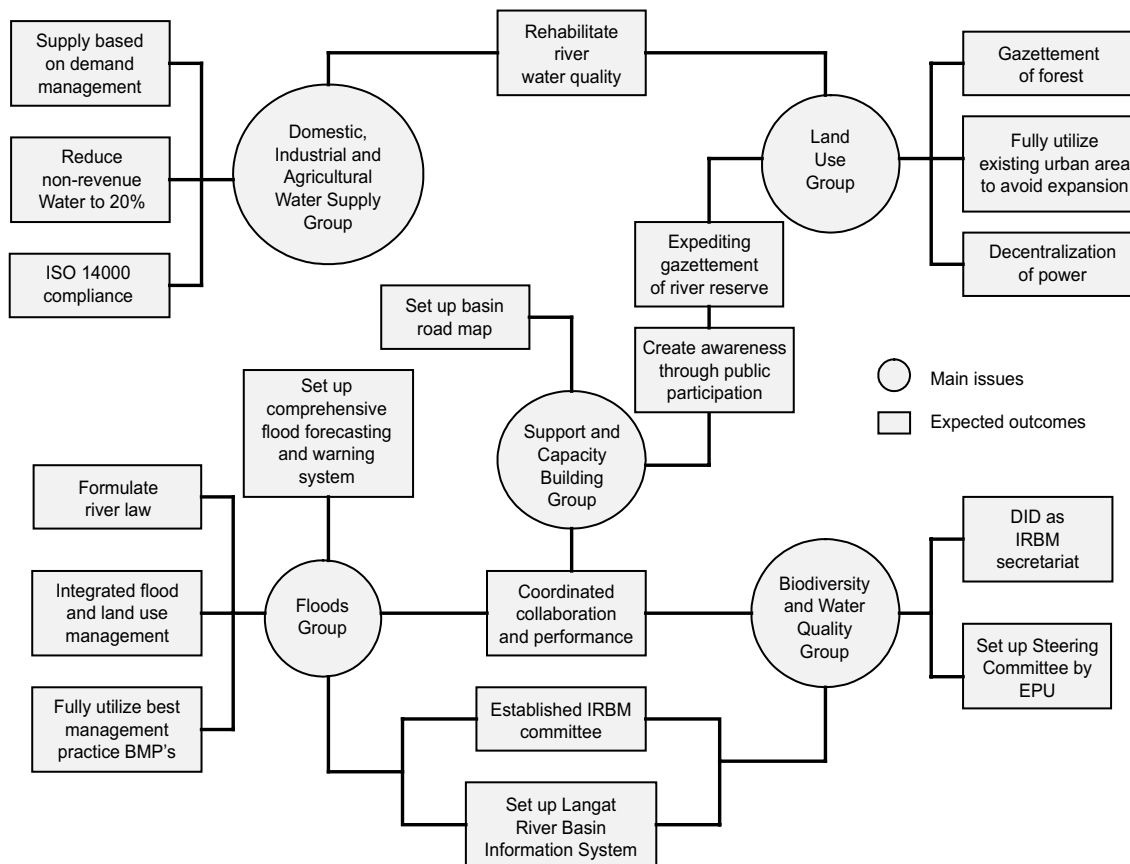 Supply based
on demand
management
Reduce
non-revenue
Water to 20%
ISO 14000
compliance
Domestic,
Industrial and
Agricultural
Water Supply
Group
Rehabilitate
river
water quality
Land
Use
Group
Gazettement
of forest
Fully utilize
existing urban area
to avoid expansion
Decentralization
of power
Expediting
gazettement
of river reserve
Create awareness
through public
participation
Set up basin
road map
Support and
Capacity
Building
Group
Main issues
Expected outcomes
Set up
comprehensive
flood forecasting
and warning
system
Formulate
river law
Integrated flood
and land use
management
Fully utilize best
management
practice BMP's
Floods
Group
Coordinated
collaboration
and performance
Biodiversity
and Water
Quality
Group
DID as
IRBM
secretariat
Set up Steering
Committee by
EPU
Established IRBM
committee
Set up Langat
River Basin
Information System